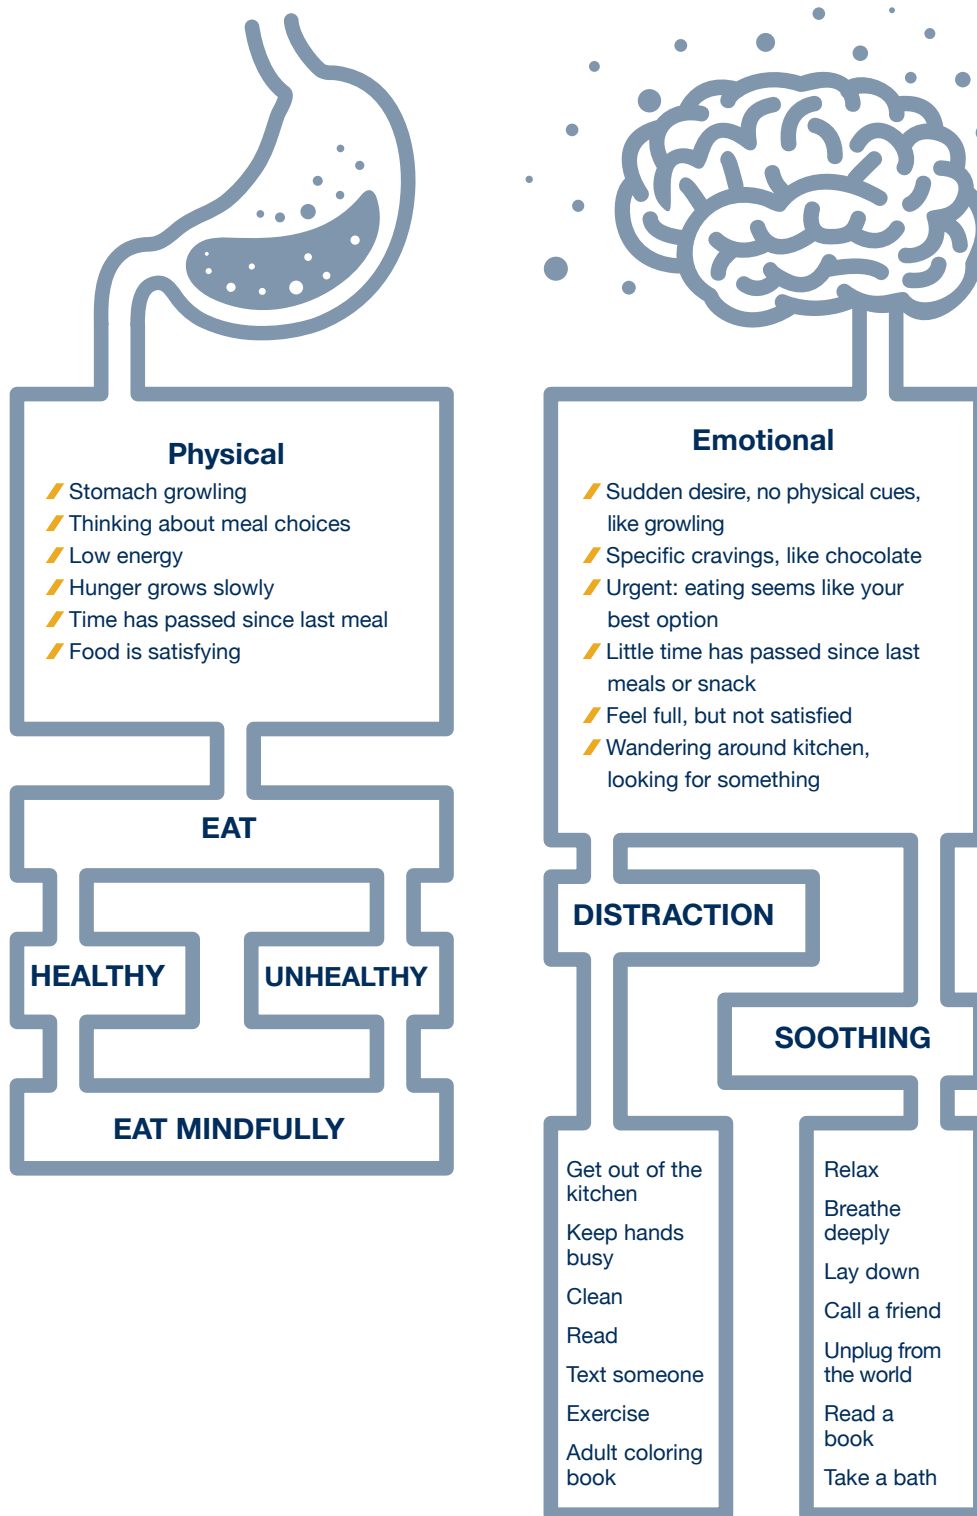 Physical
Stomach growling
Thinking about meal choices
Low energy
Hunger grows slowly
Time has passed since last meal
Food is satisfying
EAT
HEALTHY
UNHEALTHY
EAT MINDFULLY
Emotional
Sudden desire, no physical cues,
like growling
Specific cravings, like chocolate
Urgent: eating seems like your
best option
Little time has passed since last
meals or snack
Feel full, but not satisfied
Wandering around kitchen,
looking for something
DISTRACTION
SOOTHING
Get out of the
kitchen
Keep hands
busy
Clean
Read
Text someone
Exercise
Adult coloring
book
Relax
Breathe
deeply
Lay down
Call a friend
Unplug from
the world
Read a
book
Take a bath